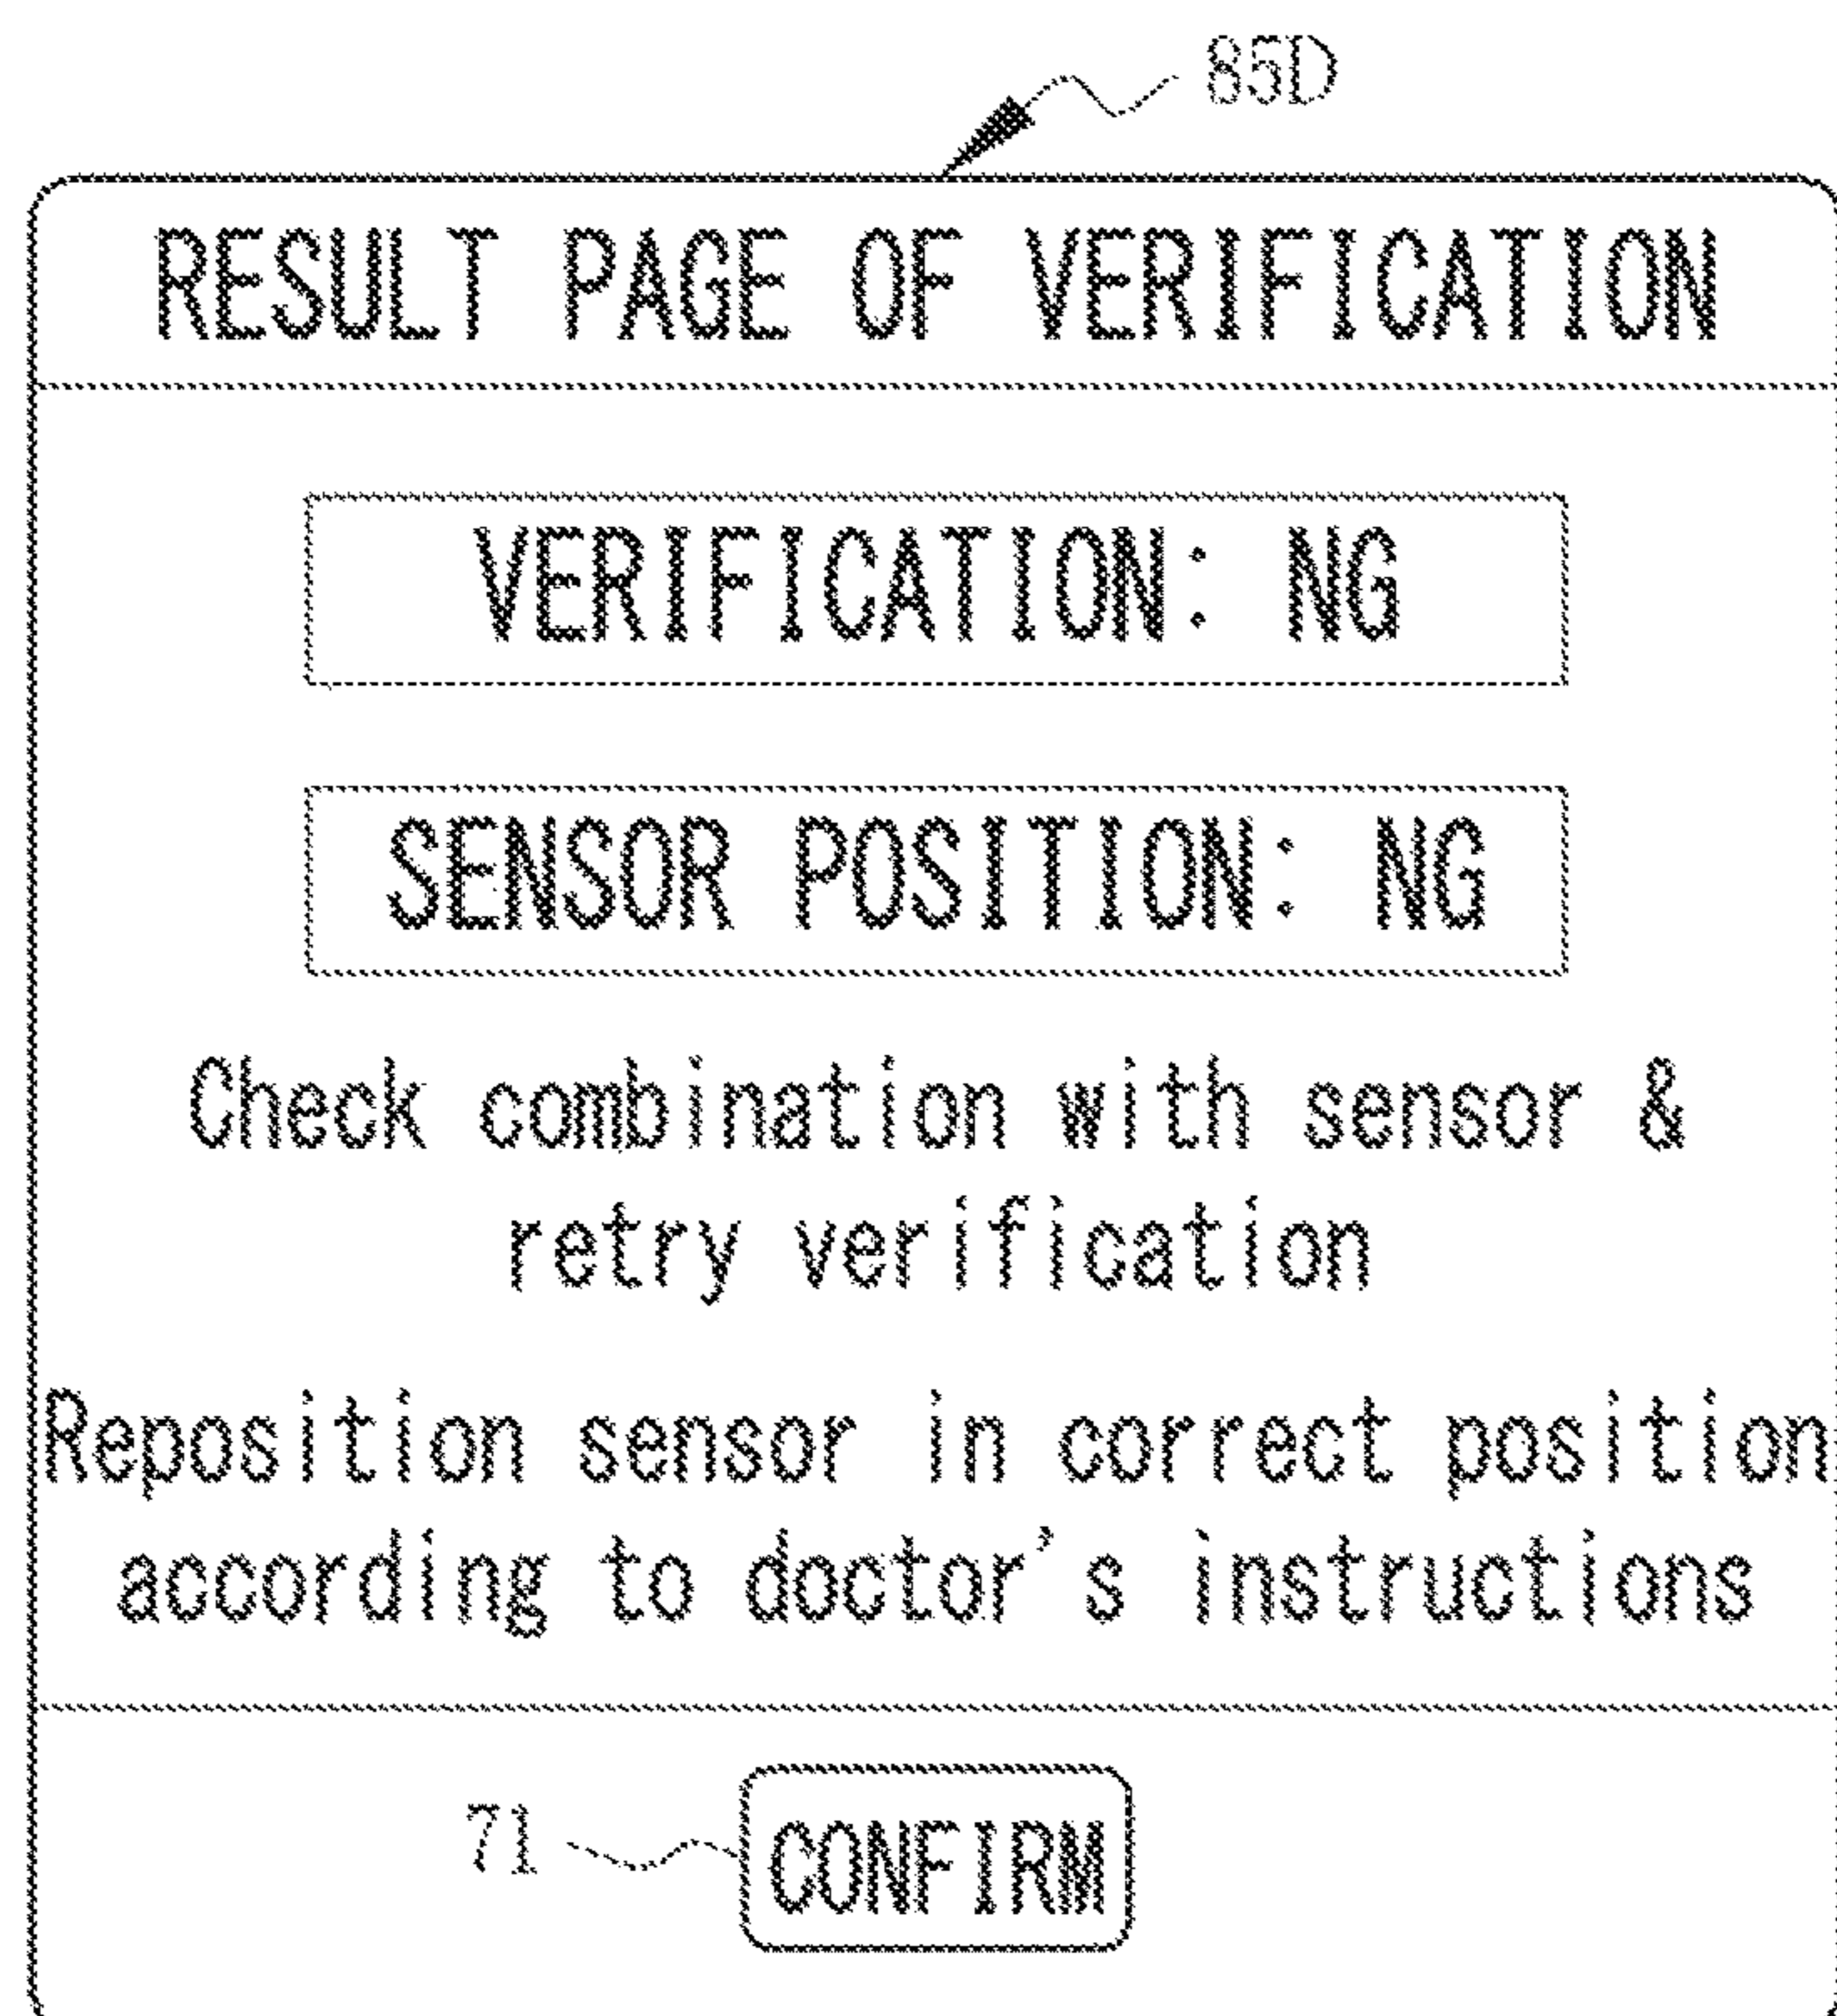 85D
RESULT PAGE OF VERIFICATION
VERIFICATION: NG
SENSOR POSITION: NG
Check combination with sensor &
retry verification
Reposition sensor in correct position
according to doctor's instructions
71
CONFIRM